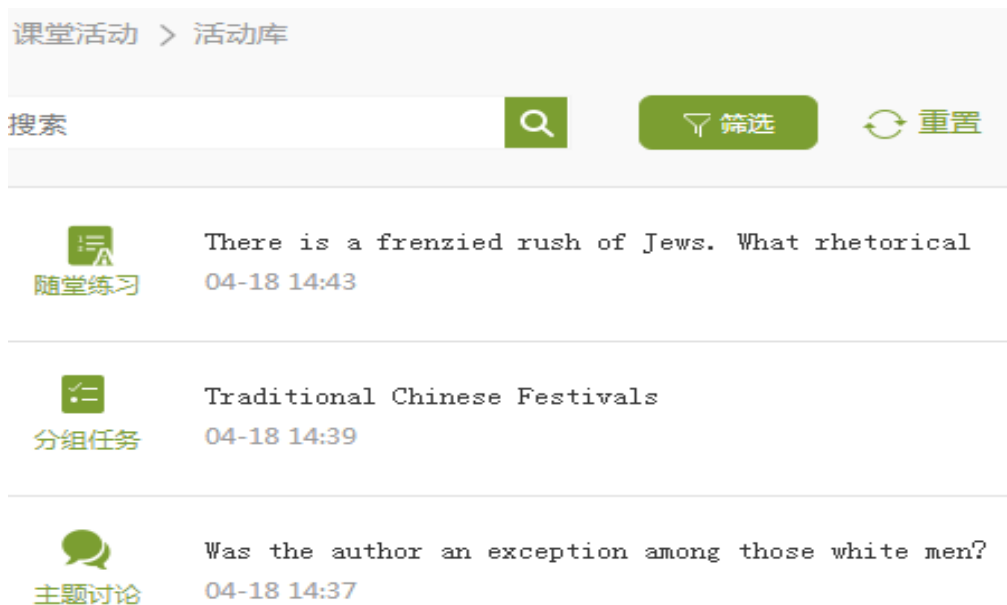 课堂活动 > 活动库
搜索
筛选
重置
There is a frenzied rush of Jews. What rhetorical
随堂练习
04-18 14:43
Traditional Chinese Festivals
分组任务
04-18 14:39
Was the author an exception among those white men?
主题讨论
04-18 14:37